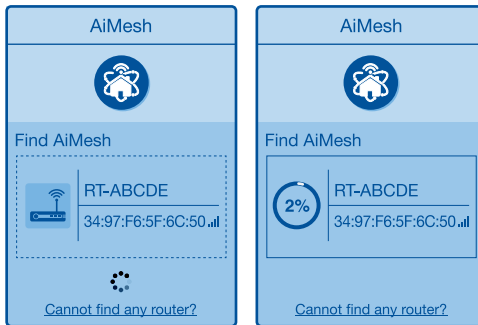 AiMesh
Find AiMesh
RT-ABCDE
34:97:F6:5F:6C:50
Cannot find any router?
AiMesh
Find AiMesh
2%
RT-ABCDE
34:97:F6:5F:6C:50
Cannot find any router?